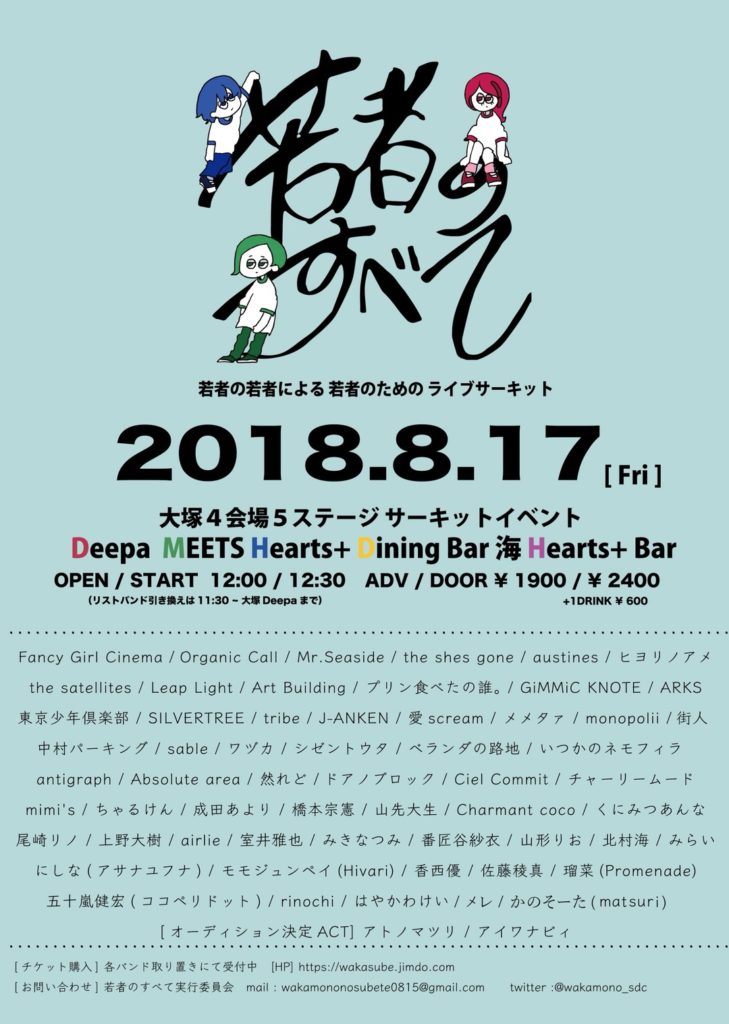 若者の
すべて
若者の若者による 若者のための ライブサーキット
2018.8.17 [ Fri ]
大塚4会場5ステージ サーキットイベント
Deepa MEETS Hearts+ Dining Bar 海 Hearts+ Bar
OPEN / START 12:00 / 12:30 ADV / DOOR ¥ 1900 / ¥ 2400
(リストバンド引き換えは 11:30 ~ 大塚 Deepa まで) +1DRINK ¥ 600
Fancy Girl Cinema / Organic Call / Mr.Seaside / the shes gone / austines / ヒヨリノアメ
the satellites / Leap Light / Art Building / プリン食べたの誰。/ GiMMiC KNOTE / ARKS
東京少年倶楽部 / SILVERTREE / tribe / J-ANKEN / 愛 scream / メメタァ / monopolii / 街人
中村パーキング / sable / ワヅカ / シゼントウタ / ベランダの路地 / いつかのネモフィラ
antigraph / Absolute area / 然れど / ドアノブロック / Ciel Commit / チャーリームード
mimi's / ちゃるけん / 成田あより / 橋本宗憲 / 山先大生 / Charmant coco / くにみつあんな
尾崎リノ / 上野大樹 / airlie / 室井雅也 / みきなつみ / 番匠谷紗衣 / 山形りお / 北村海 / みらい
にしな ( アサナユフナ ) / モモジュンペイ (Hivari) / 香西優 / 佐藤稜真 / 瑠菜 (Promenade)
五十嵐健宏 ( ココペリドット ) / rinochi / はやかわけい / メレ / かのそーた ( matsuri )
[ オーディション決定 ACT] アトノマツリ / アイワナビィ
[ チケット購入 ] 各バンド取り置きにて受付中 [HP] https://wakasube.jimdo.com
[ お問い合わせ ] 若者のすべて実行委員会 mail : wakamononosubete0815@gmail.com twitter :@wakamono_sdc